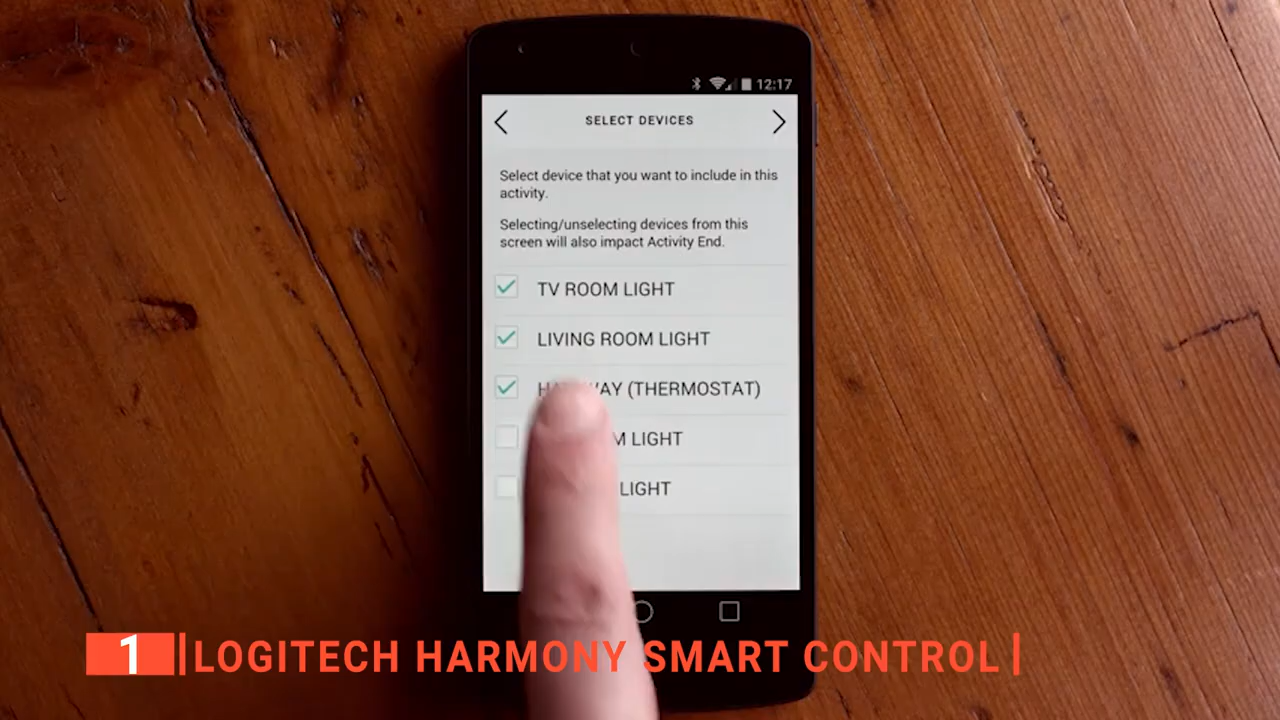 12:17
SELECT DEVICES
Select device that you want to include in this
activity.
Selecting/unselecting devices from this
screen will also impact Activity End.
TV ROOM LIGHT
LIVING ROOM LIGHT
(THERMOSTAT)
LIGHT
LIGHT
1 LOGITECH HARMONY SMART CONTROL